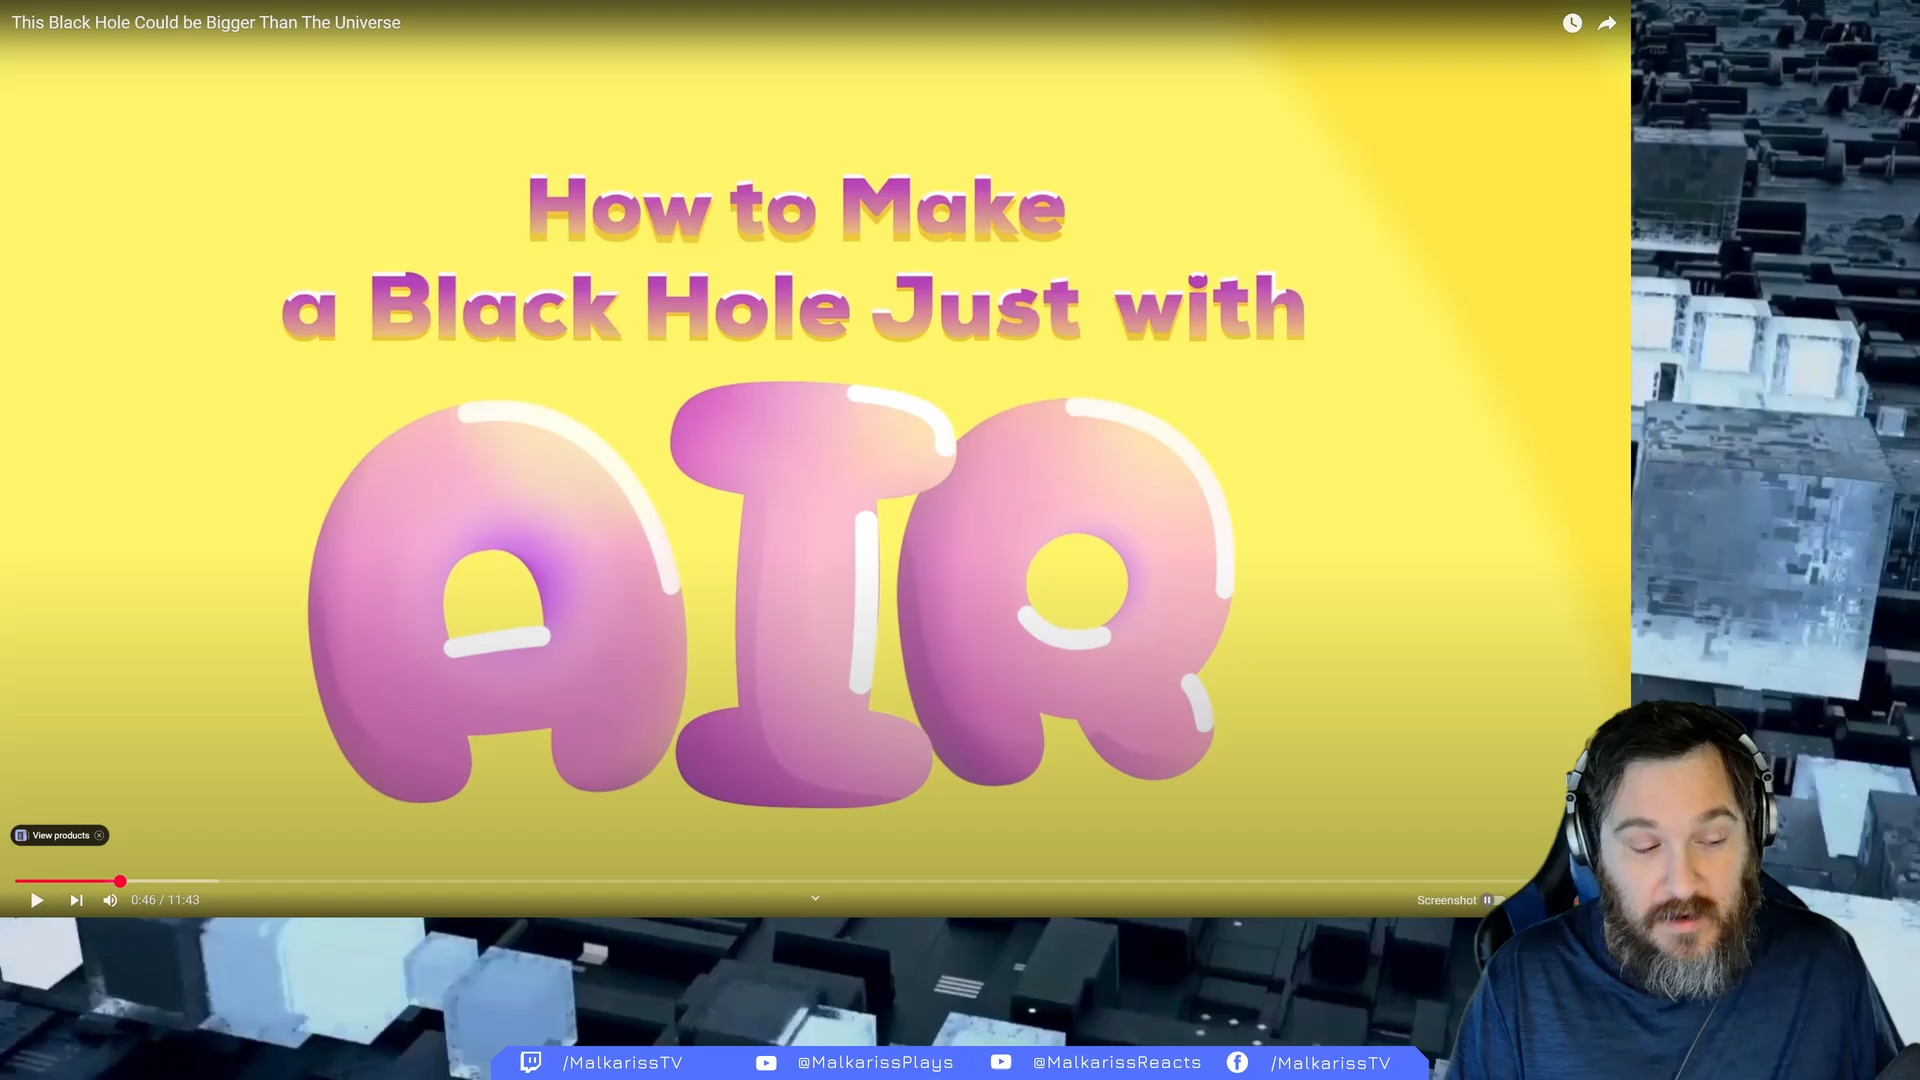 This Black Hole Could be Bigger Than The Universe
How to Make
a Black Hole Just with
AIR
View products
0:46 / 11:43
Screenshot
/MalkarissTV @MalkarissPlays @MalkarissReacts /MalkarissTV